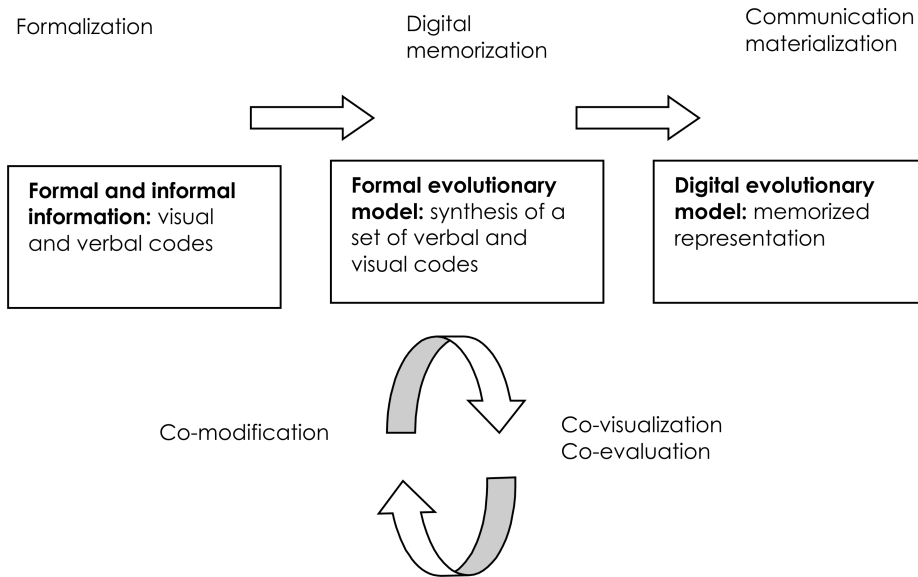 Formalization
Digital
memorization
Communication
materialization
Formal and informal
information: visual
and verbal codes
Formal evolutionary
model: synthesis of a
set of verbal and
visual codes
Digital evolutionary
model: memorized
representation
Co-modification
Co-visualization
Co-evaluation